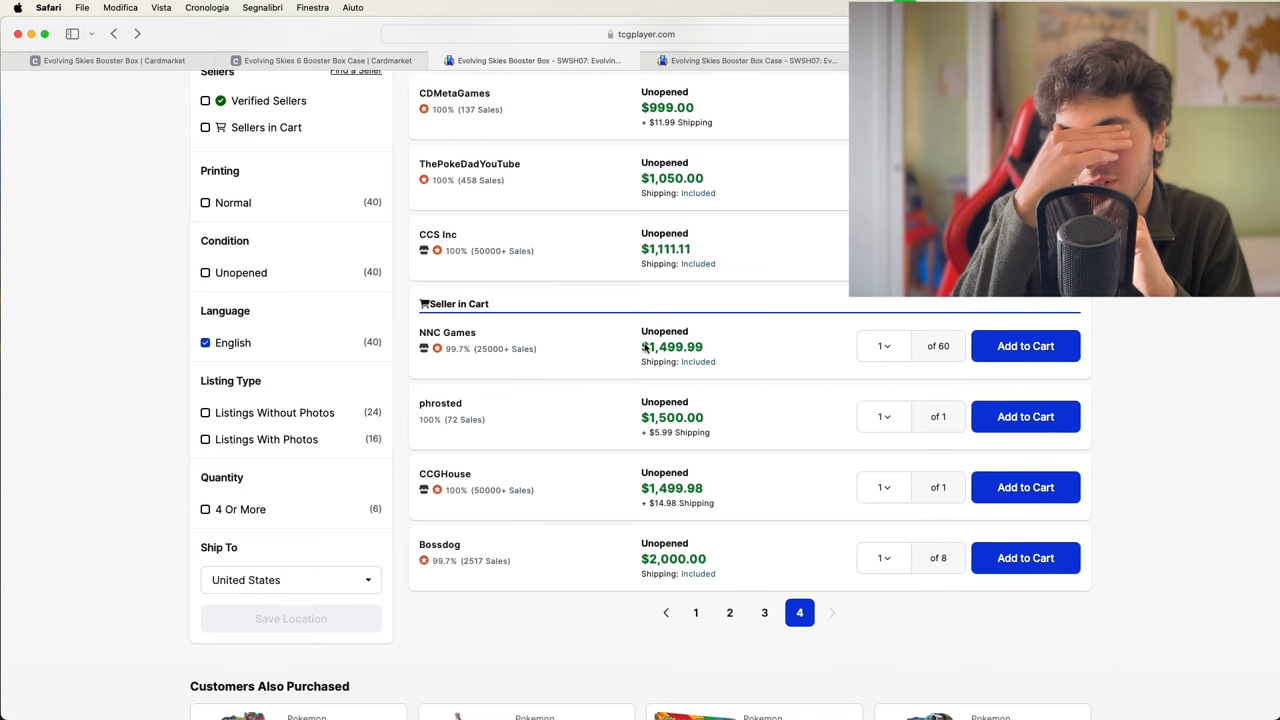 Safari File Modifica Vista Cronologia Segnalibri Finestra Aiuto
tcgplayer.com
Evolving Skies Booster Box | Cardmarket
Evolving Skies 6 Booster Box Case | Cardmarket
Evolving Skies Booster Box - SWSH07: Evolvin...
Evolving Skies Booster Box Case - SWSH07: Ev...
Sellers
Find a Seller
Verified Sellers
Sellers in Cart
Printing
Normal (40)
Condition
Unopened (40)
Language
English (40)
Listing Type
Listings Without Photos (24)
Listings With Photos (16)
Quantity
4 Or More (6)
Ship To
United States
Save Location
CDMetaGames
100% (137 Sales)
Unopened
$999.00
+ $11.99 Shipping
ThePokeDadYouTube
100% (458 Sales)
Unopened
$1,050.00
Shipping: Included
CCS Inc
100% (50000+ Sales)
Unopened
$1,111.11
Shipping: Included
Seller in Cart
NNC Games
99.7% (25000+ Sales)
Unopened
$1,499.99
Shipping: Included
1 of 60 Add to Cart
phrosted
100% (72 Sales)
Unopened
$1,500.00
+ $5.99 Shipping
1 of 1 Add to Cart
CCGHouse
100% (50000+ Sales)
Unopened
$1,499.98
+ $14.98 Shipping
1 of 1 Add to Cart
Bossdog
99.7% (2517 Sales)
Unopened
$2,000.00
Shipping: Included
1 of 8 Add to Cart
1 2 3 4
Customers Also Purchased
Pokemon Pokemon Pokemon Pokemon